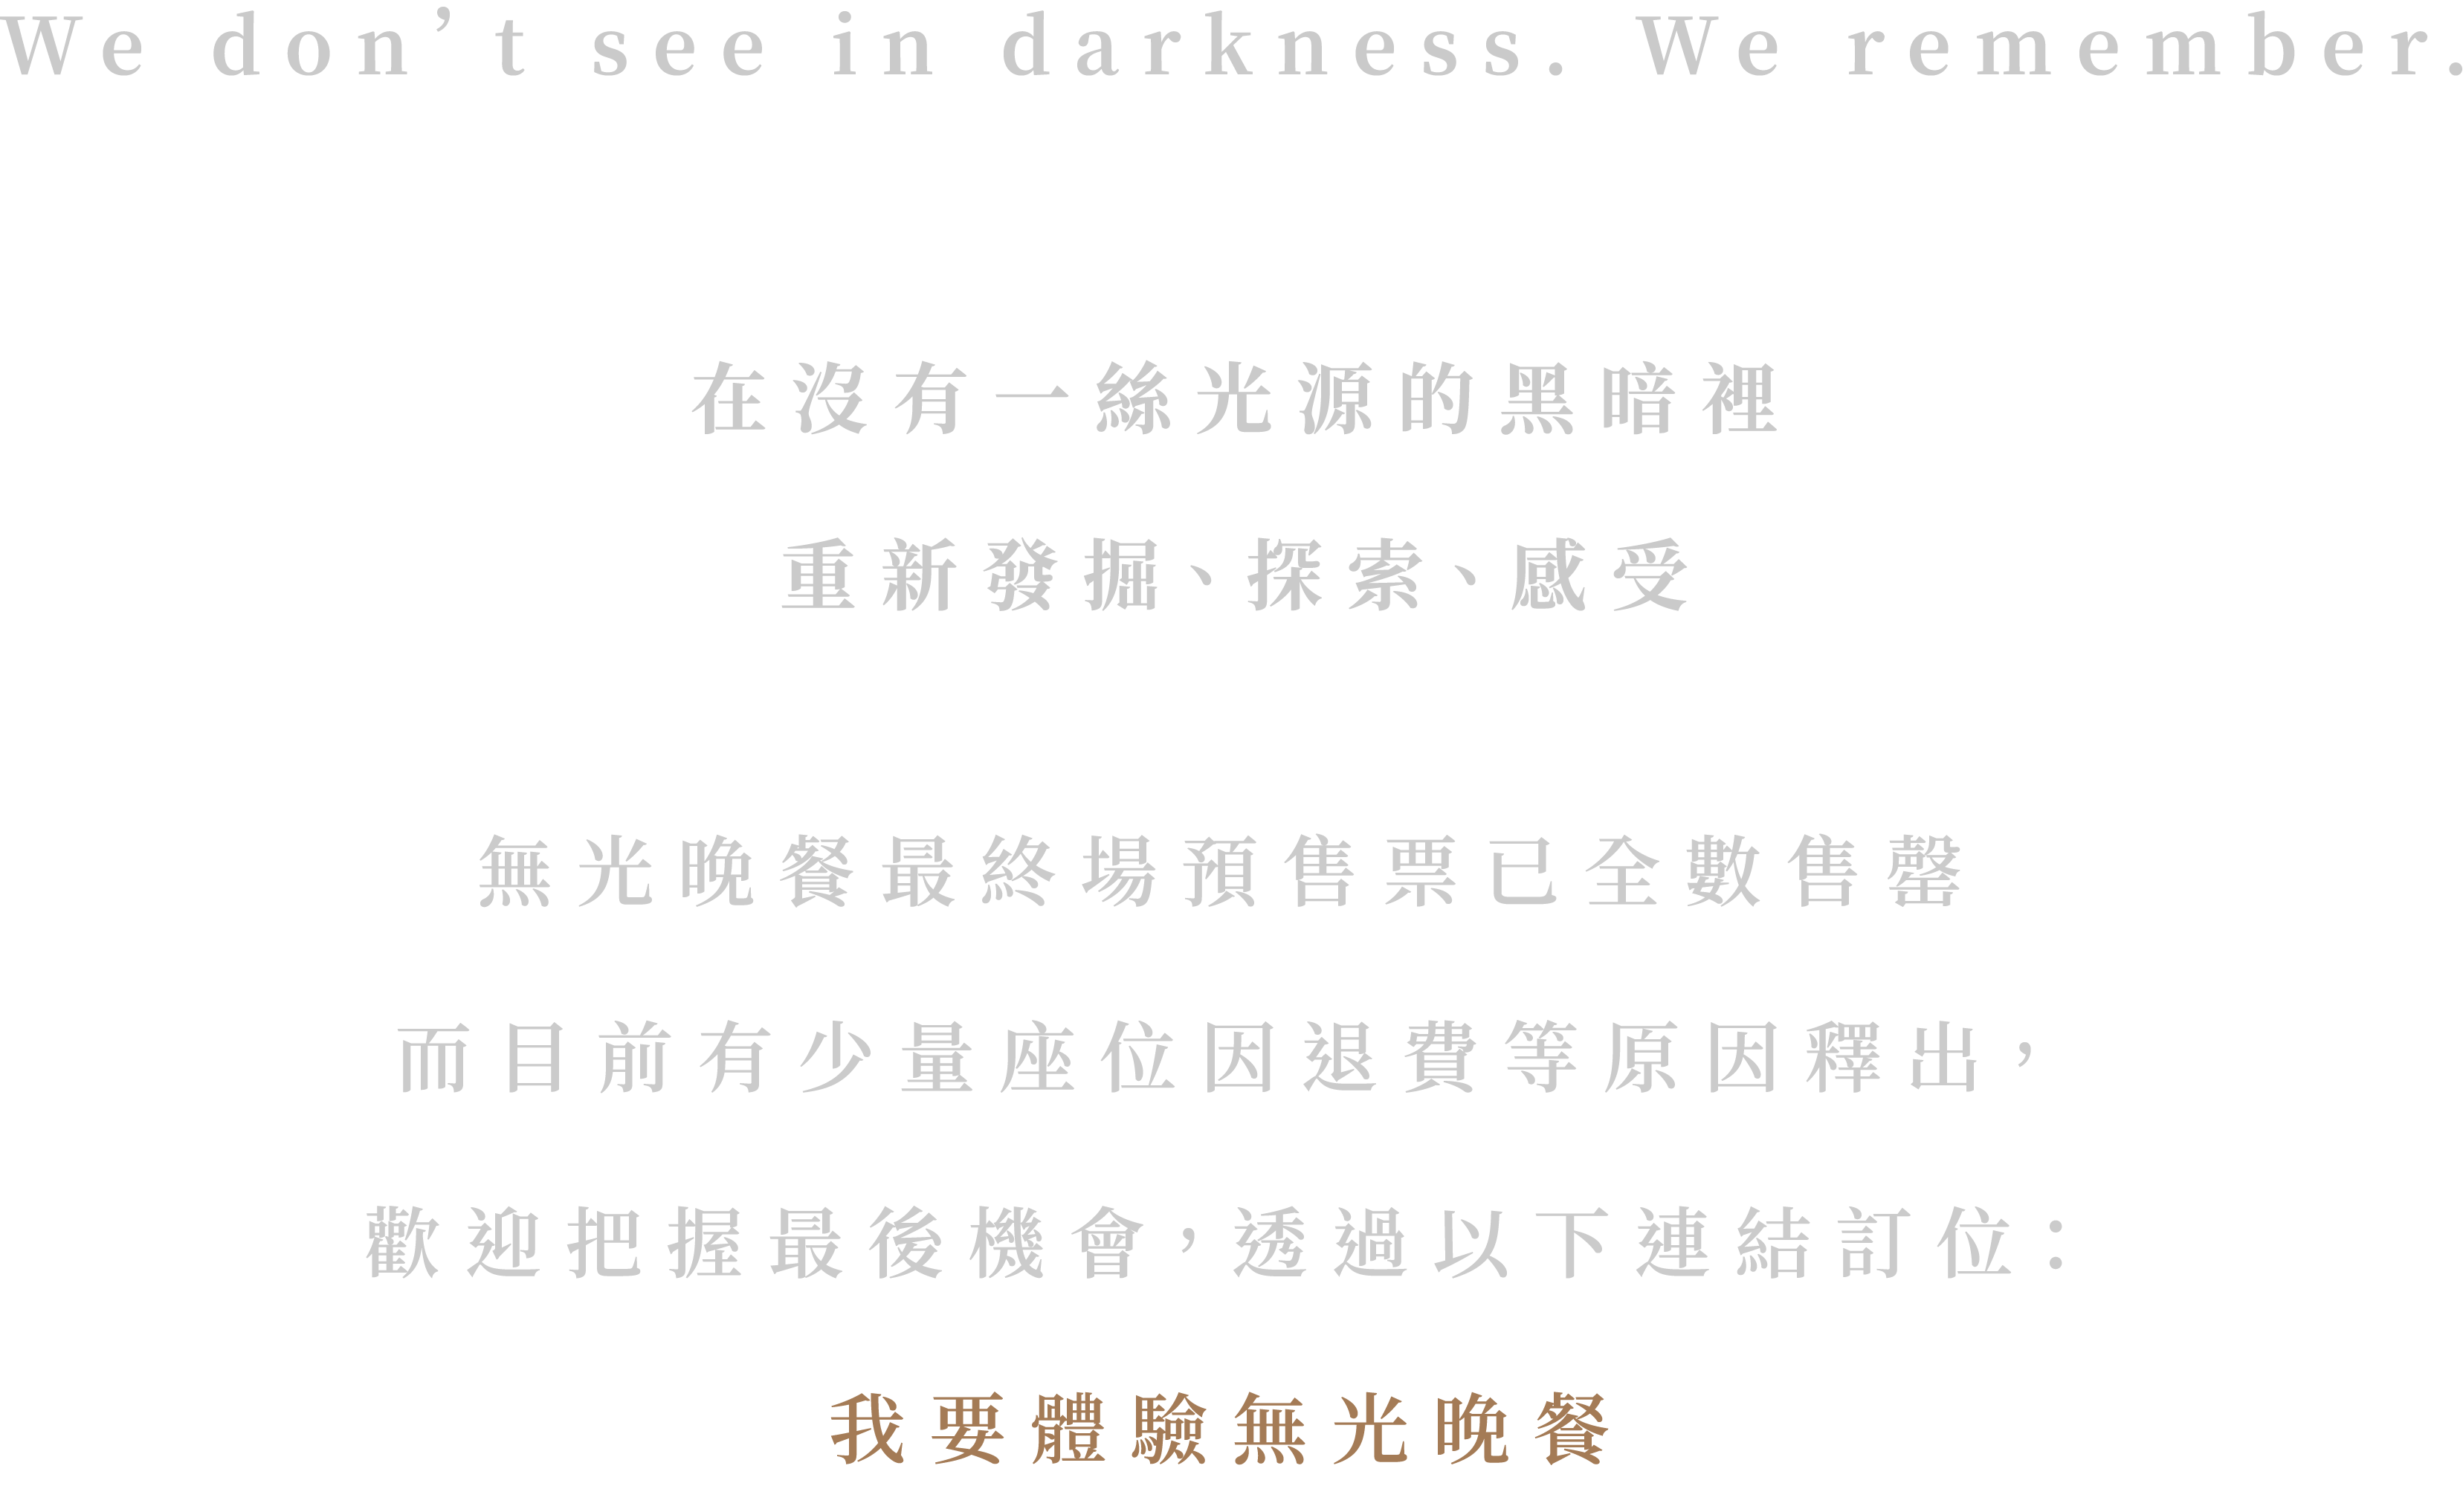 We don’t see in darkness. We remember.
在沒有一絲光源的黑暗裡
重新發掘、探索，感受
無光晚餐最終場預售票已全數售罄
而目前有少量座位因退費等原因釋出，
報復地搜最後機會，透過以下連結訂位：
我要體驗無光晚餐